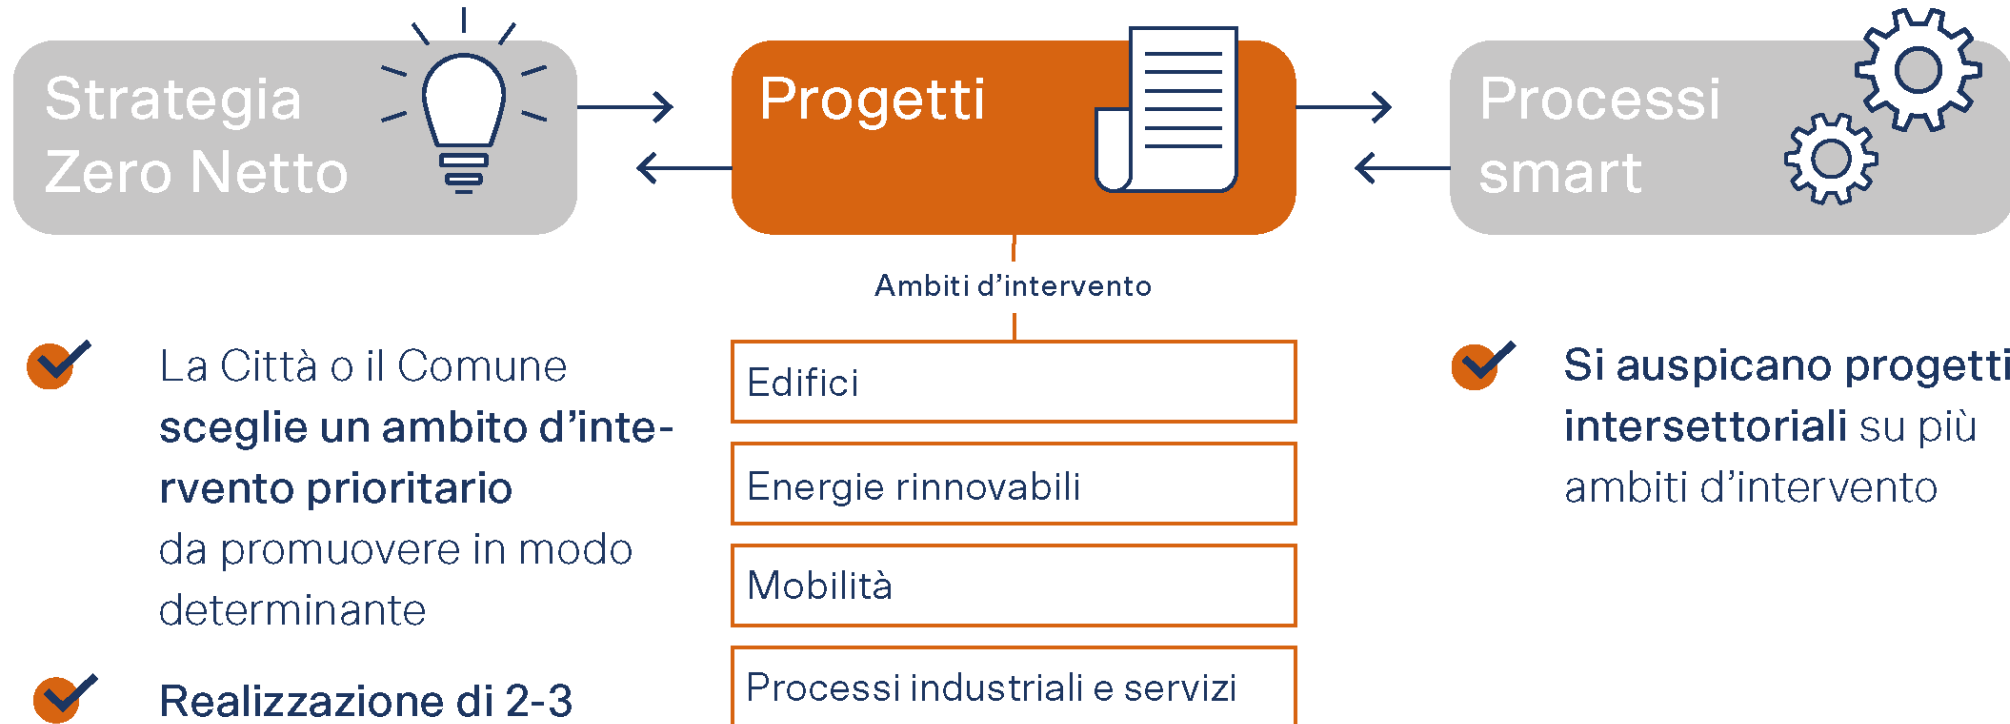 Strategia
Zero Netto
Progetti
Processi
smart
Ambiti d'intervento
La Città o il Comune
sceglie un ambito d'inte-
rvento prioritario
da promuovere in modo
determinante
Realizzazione di 2-3
Edifici
Energie rinnovabili
Mobilità
Processi industriali e servizi
Si auspicano progetti
intersettoriali su più
ambiti d'intervento